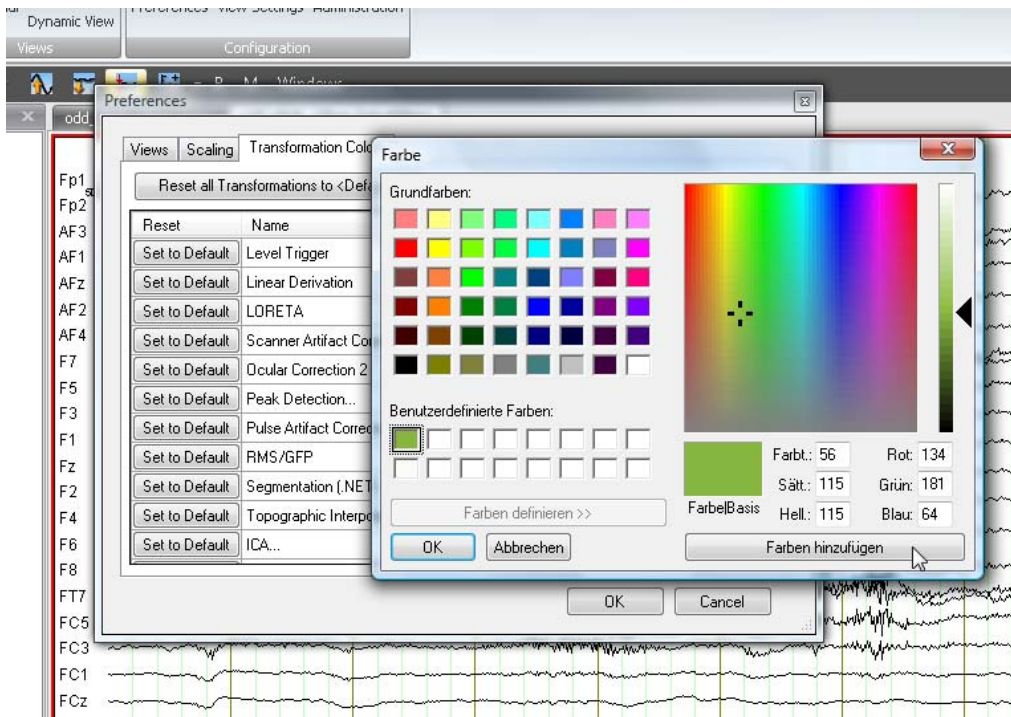 Dynamic View
Preferences View Settings Administration
Views
Configuration
R M Windows
Preferences
odd_
Views Scaling Transformation Colo
Reset all Transformations to <Defa
Reset Name
Set to Default Level Trigger
Set to Default Linear Derivation
Set to Default LORETA
Set to Default Scanner Artifact Co
Set to Default Ocular Correction 2
Set to Default Peak Detection...
Set to Default Pulse Artifact Correc
Set to Default RMS/GFP
Set to Default Segmentation (.NET
Set to Default Topographic Interpo
Set to Default ICA...
OK Cancel
Farbe
Grundfarben:
Benutzerdefinierte Farben:
Farben definieren >>
OK Abbrechen
Farbe|Basis
Farbt.: 56 Rot: 134
Sätt.: 115 Grün: 181
Hell.: 115 Blau: 64
Farben hinzufügen
Fp1
Fp2
AF3
AF1
AFz
AF2
AF4
F7
F5
F3
F1
Fz
F2
F4
F6
F8
FT7
FC5
FC3
FC1
FCz